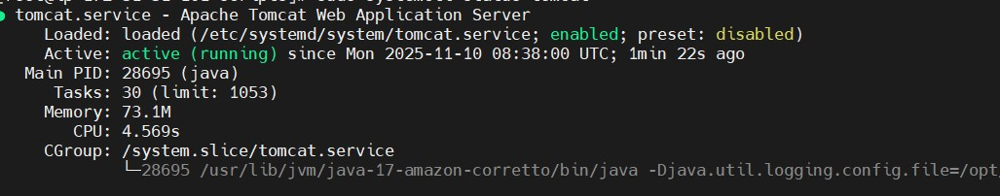 ● tomcat.service - Apache Tomcat Web Application Server
Loaded: loaded (/etc/systemd/system/tomcat.service; enabled; preset: disabled)
Active: active (running) since Mon 2025-11-10 08:38:00 UTC; 1min 22s ago
Main PID: 28695 (java)
Tasks: 30 (limit: 1053)
Memory: 73.1M
CPU: 4.569s
CGroup: /system.slice/tomcat.service
└─28695 /usr/lib/jvm/java-17-amazon-corretto/bin/java -Djava.util.logging.config.file=/opt/